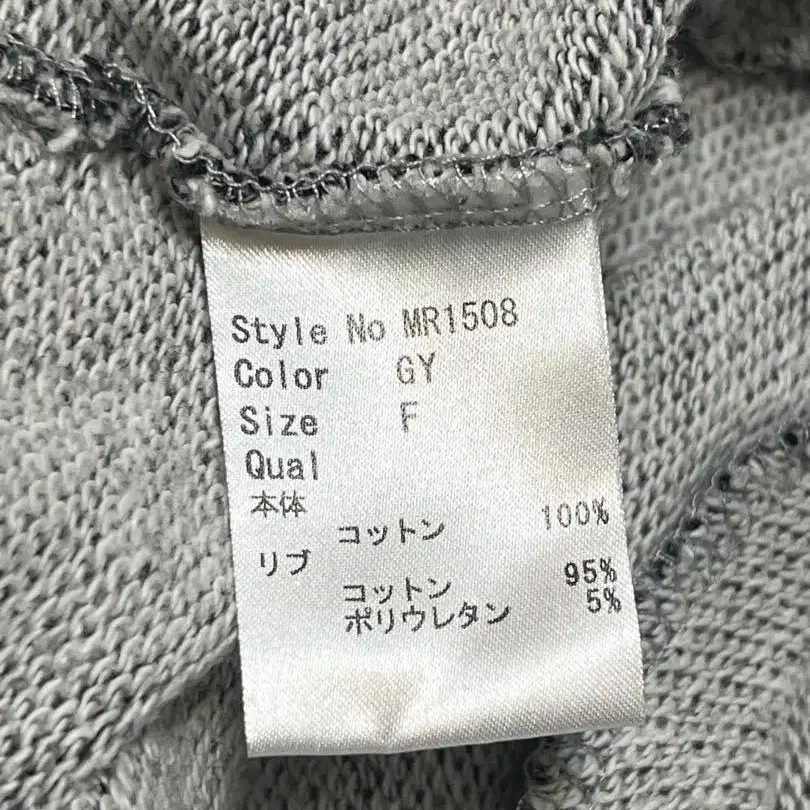 Style No MR1508
Color GY
Size F
Qual
本体
コットン 100%
リブ
コットン 95%
ポリウレタン 5%